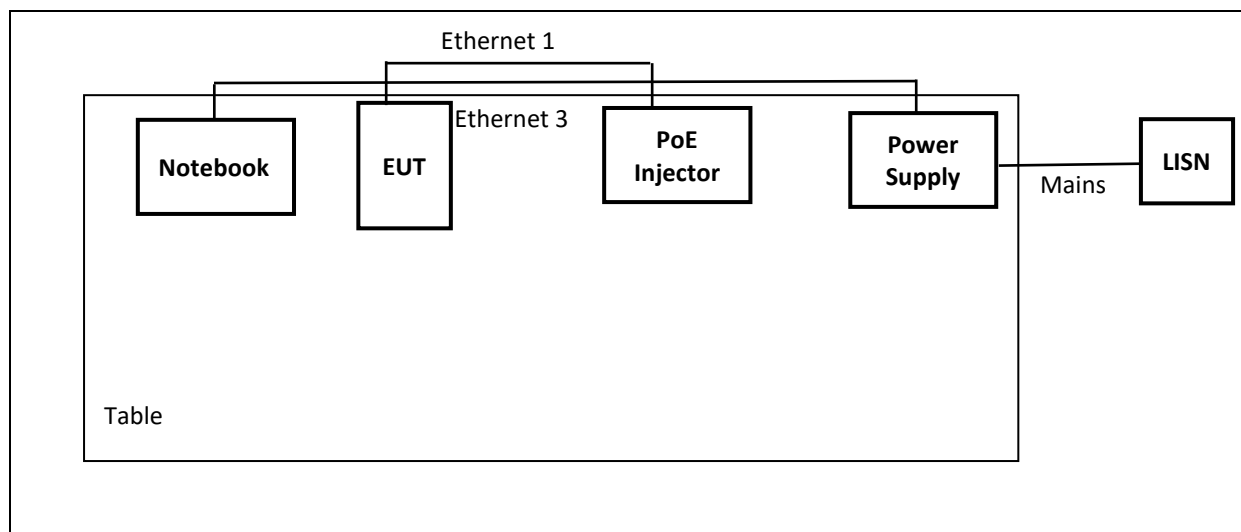 Ethernet 1
Ethernet 3
Notebook
EUT
PoE
Injector
Power
Supply
Mains
LISN
Table